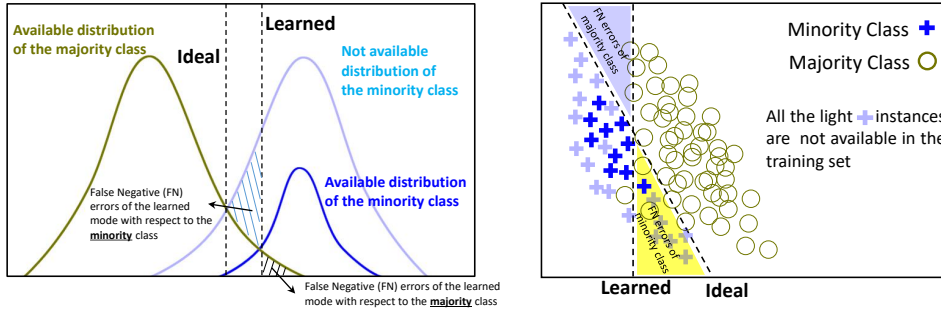 Available distribution
of the majority class
Ideal
Learned
Not available
distribution of
the minority class
Available distribution
of the minority class
False Negative (FN)
errors of the learned
mode with respect to the
minority class
False Negative (FN) errors of the learned
mode with respect to the majority class
FN errors of
majority class
Minority Class
Majority Class
All the light instances
are not available in the
training set
FN errors of
minority class
Learned
Ideal